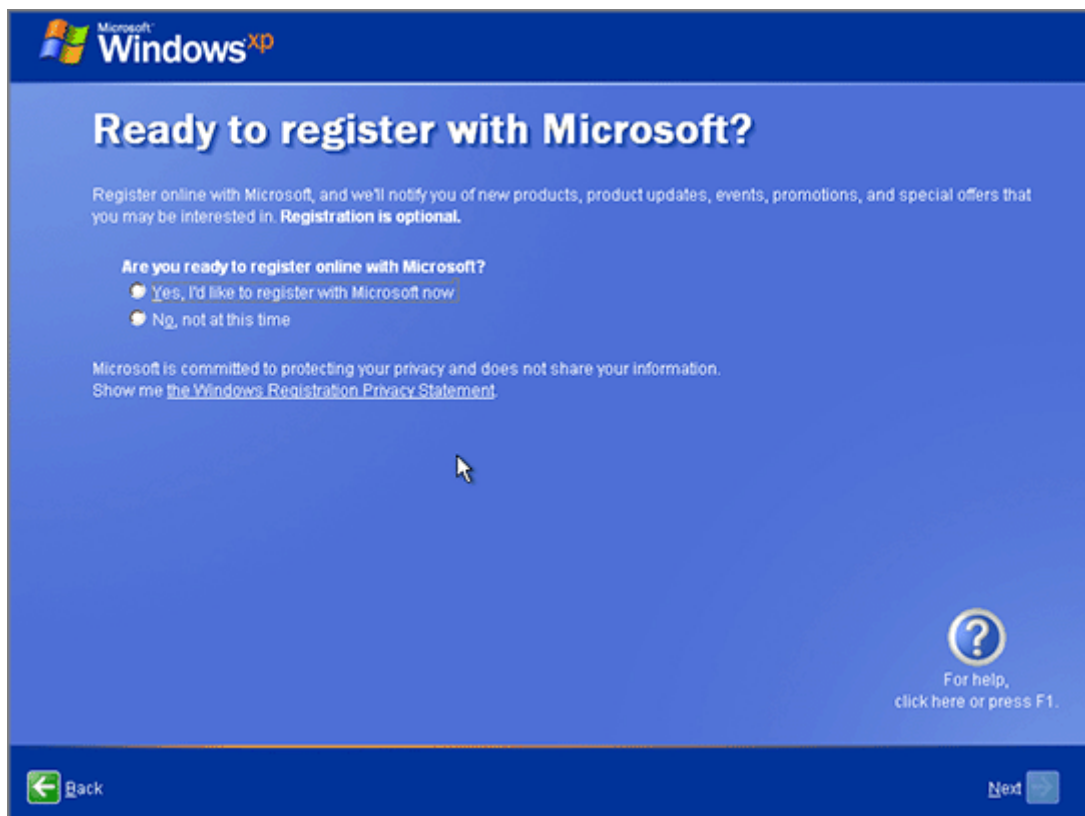 Microsoft
Windows xp
Ready to register with Microsoft?
Register online with Microsoft, and we'll notify you of new products, product updates, events, promotions, and special offers that
you may be interested in. Registration is optional.
Are you ready to register online with Microsoft?
Yes, I'd like to register with Microsoft now
No, not at this time
Microsoft is committed to protecting your privacy and does not share your information.
Show me the Windows Registration Privacy Statement.
?
For help,
click here or press F1.
Back
Next